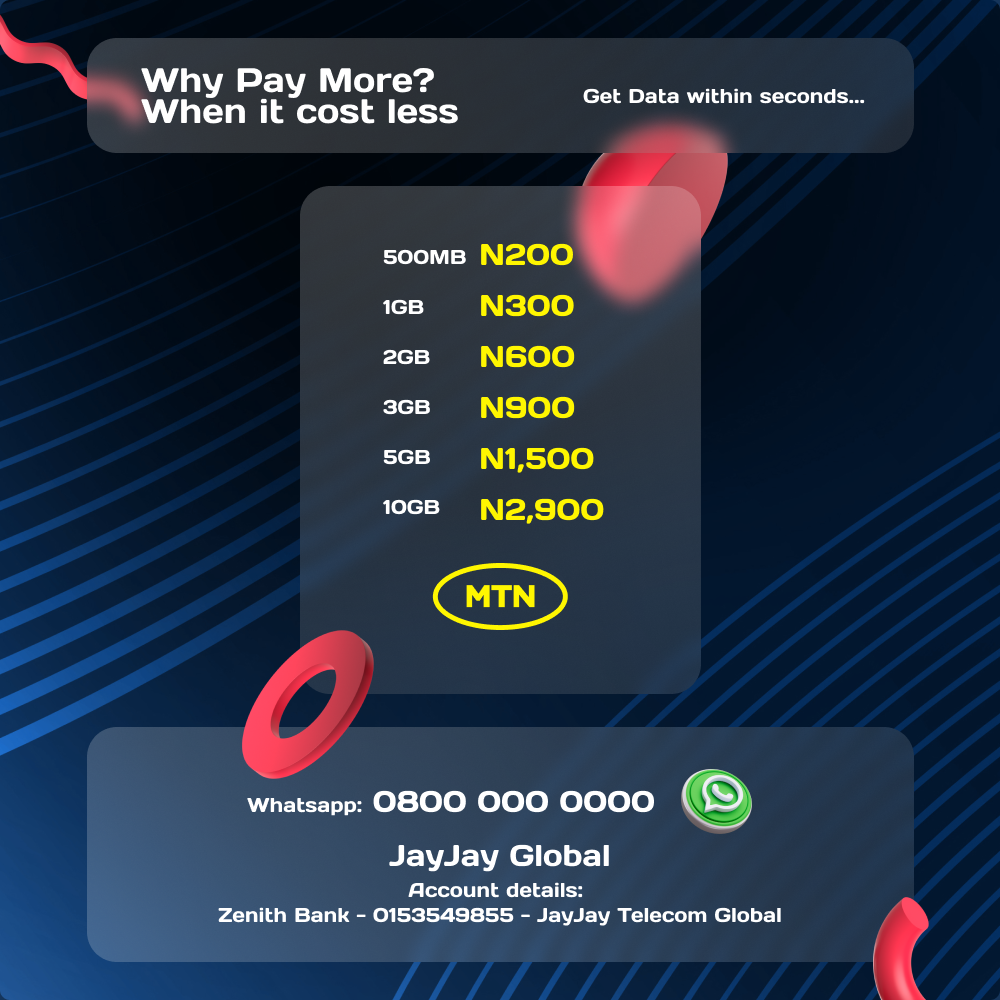 Why Pay More?
When it cost less
Get Data within seconds...
500MB N200
1GB N300
2GB N600
3GB N900
5GB N1,500
10GB N2,900
MTN
Whatsapp: 0800 000 0000
JayJay Global
Account details:
Zenith Bank - 0153549855 - JayJay Telecom Global